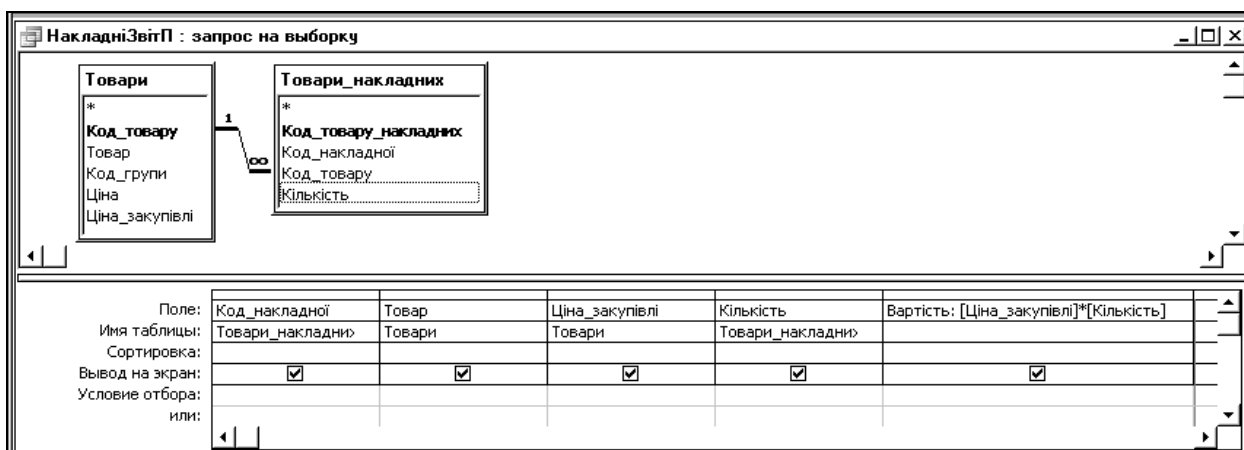 НакладніЗвітП : запрос на выборку
Товари
*
Код_товару
Товар
Код_групи
Ціна
Ціна_закупівлі
1
∞
Товари_накладних
*
Код_товару_накладних
Код_накладної
Код_товару
Кількість
Поле: Код_накладної Товар Ціна_закупівлі Кількість Вартість: [Ціна_закупівлі]*[Кількість]
Имя таблицы: Товари_накладни Товари Товари Товари_накладни
Сортировка:
Вывод на экран:
Условие отбора:
или: